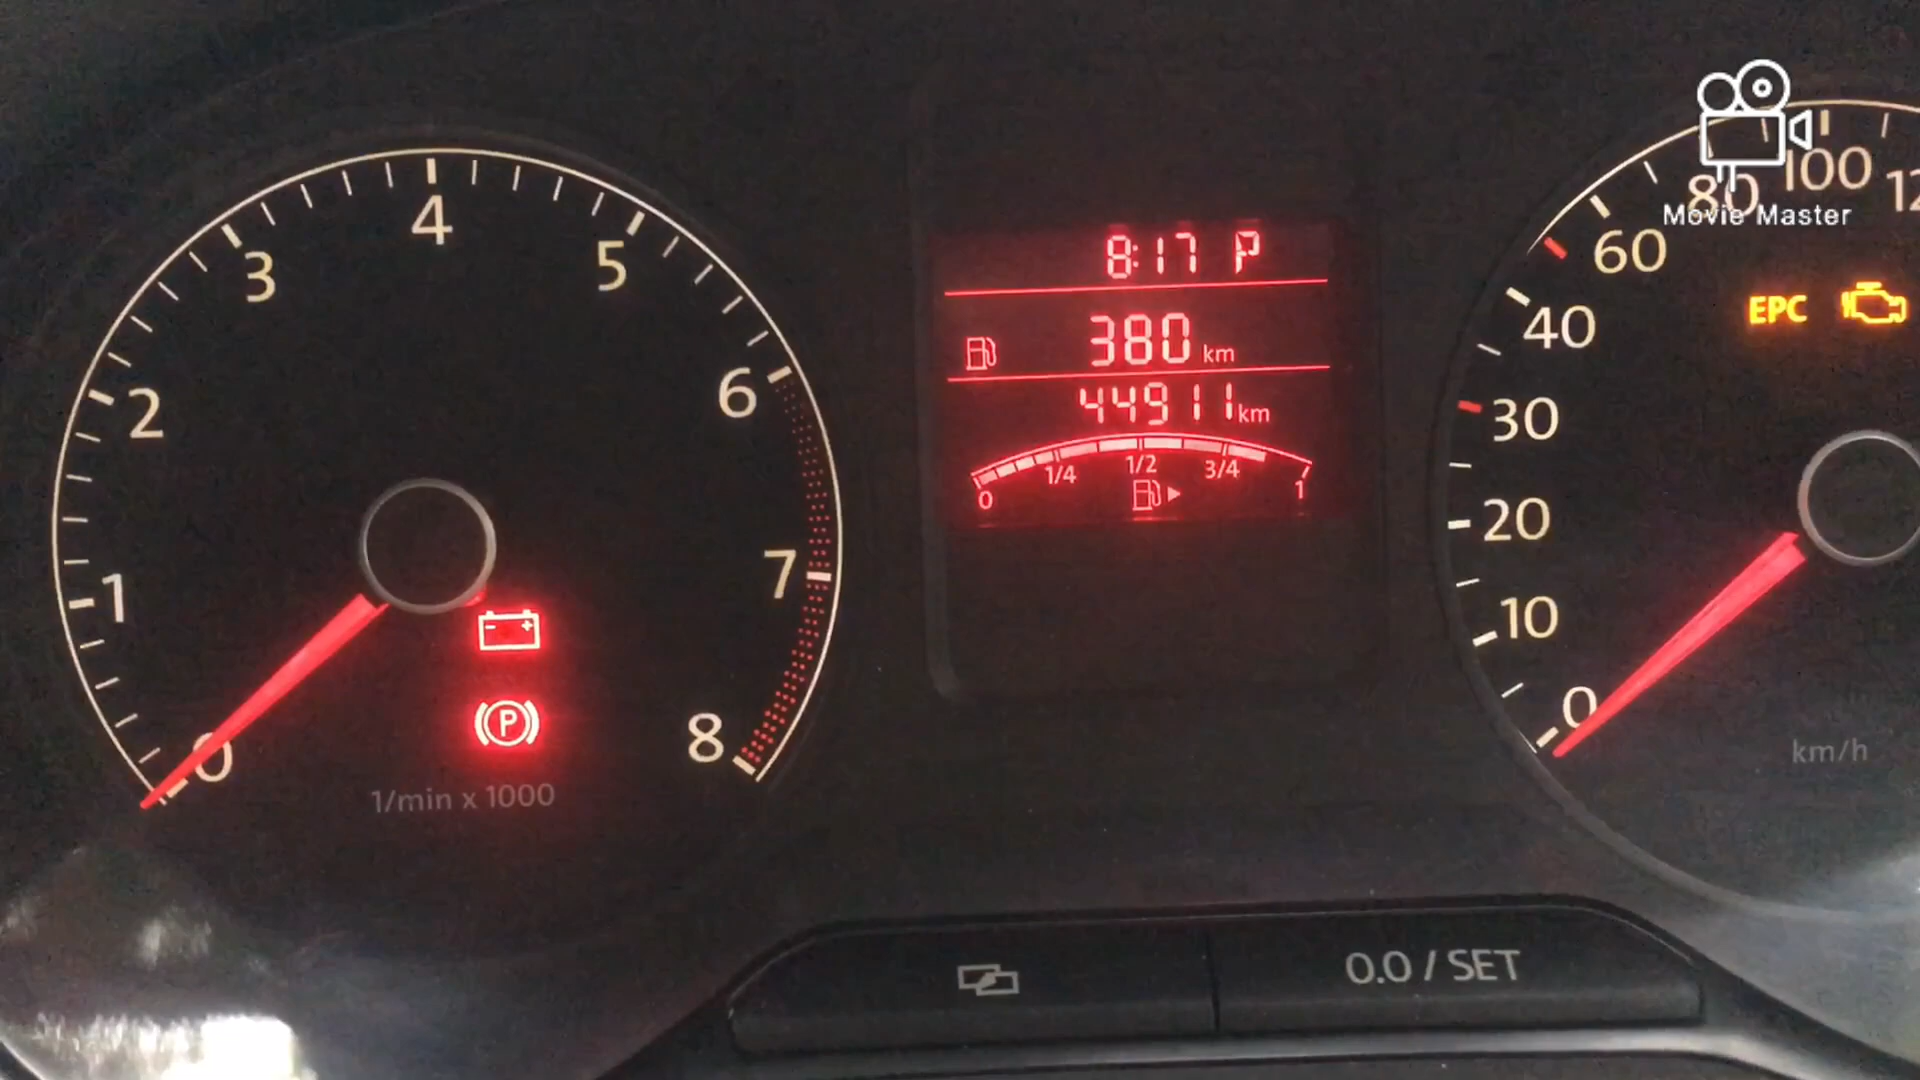 0
1
2
3
4
5
6
7
8
1/min x 1000
P
8:17 P
380 km
44911 km
0 1/4 1/2 3/4 1
0.0 / SET
0
10
20
30
40
60
80
100
km/h
EPC
Movie Master